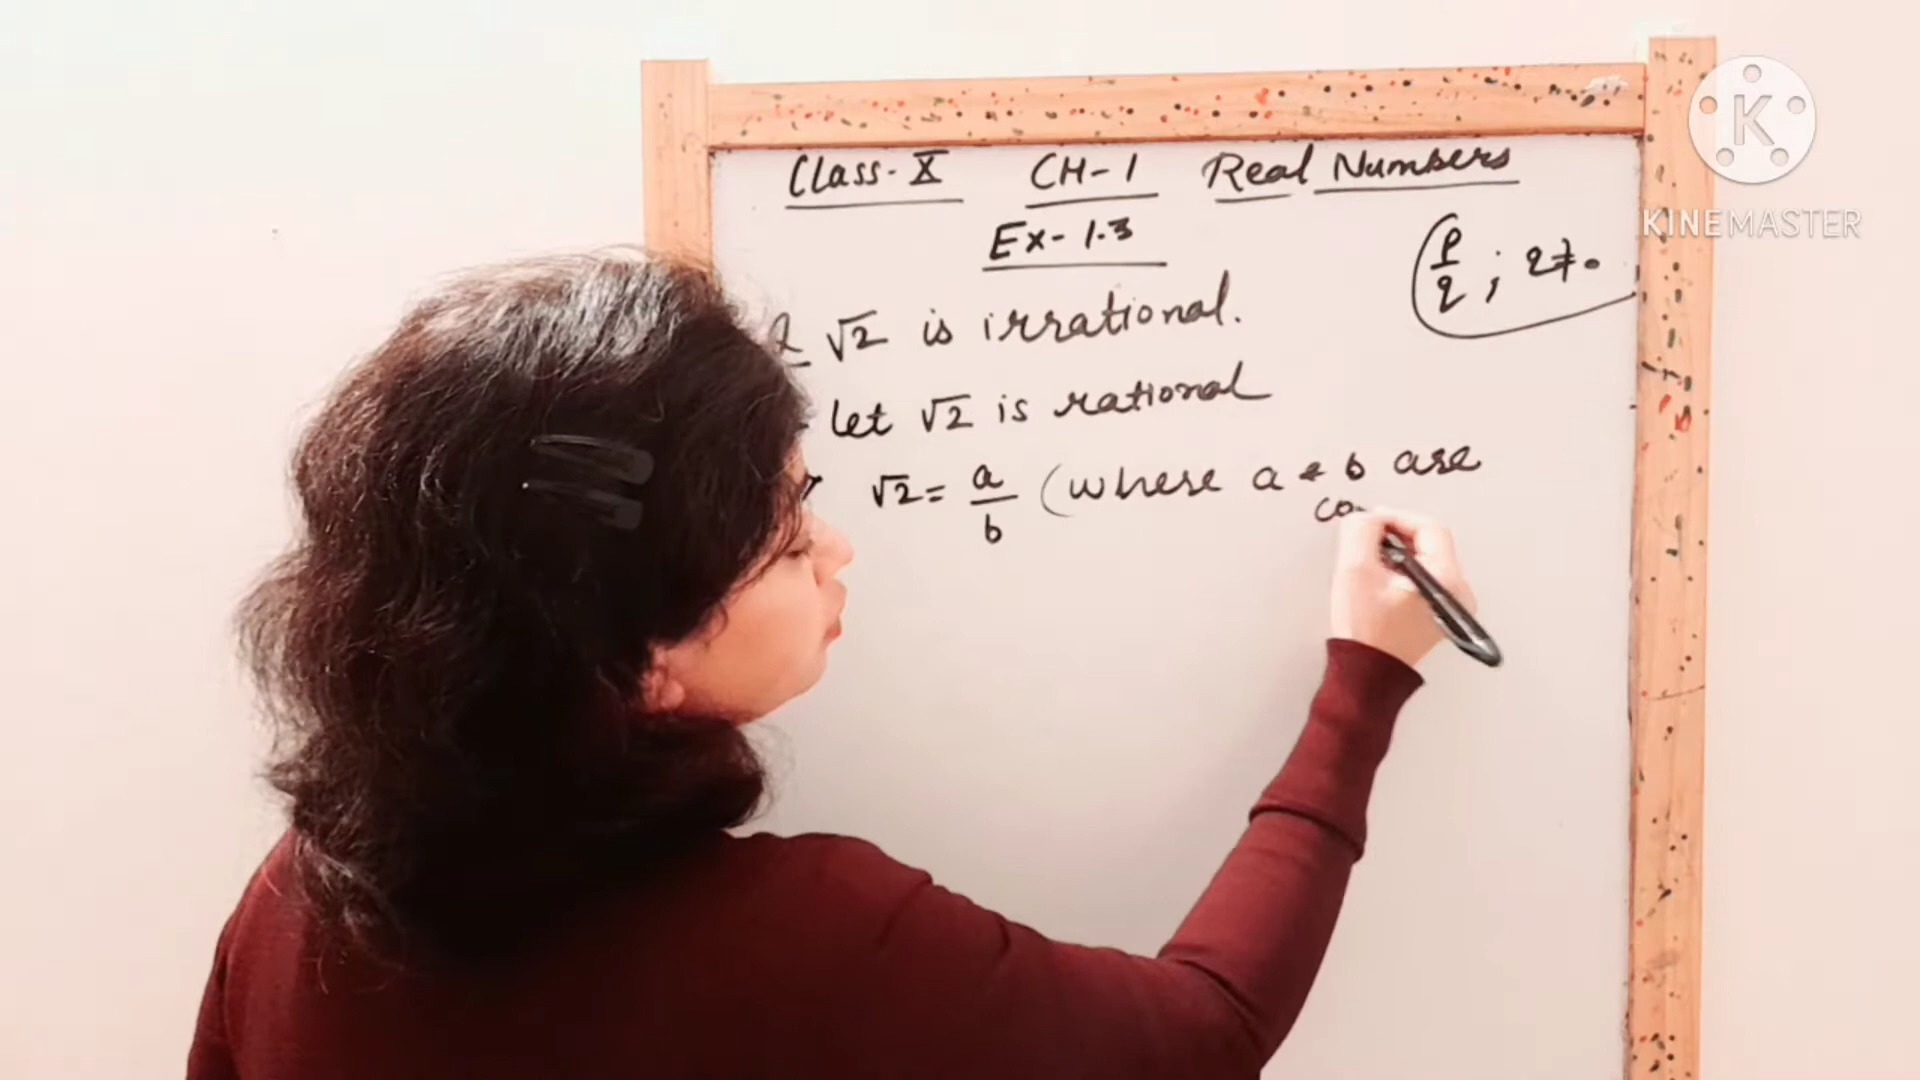 Class-X CH-1 Real Numbers
Ex-1.3
p/q ; q≠0
√2 is irrational.
let √2 is rational
√2 = a/b (where a & b are
co
K
KINEMASTER